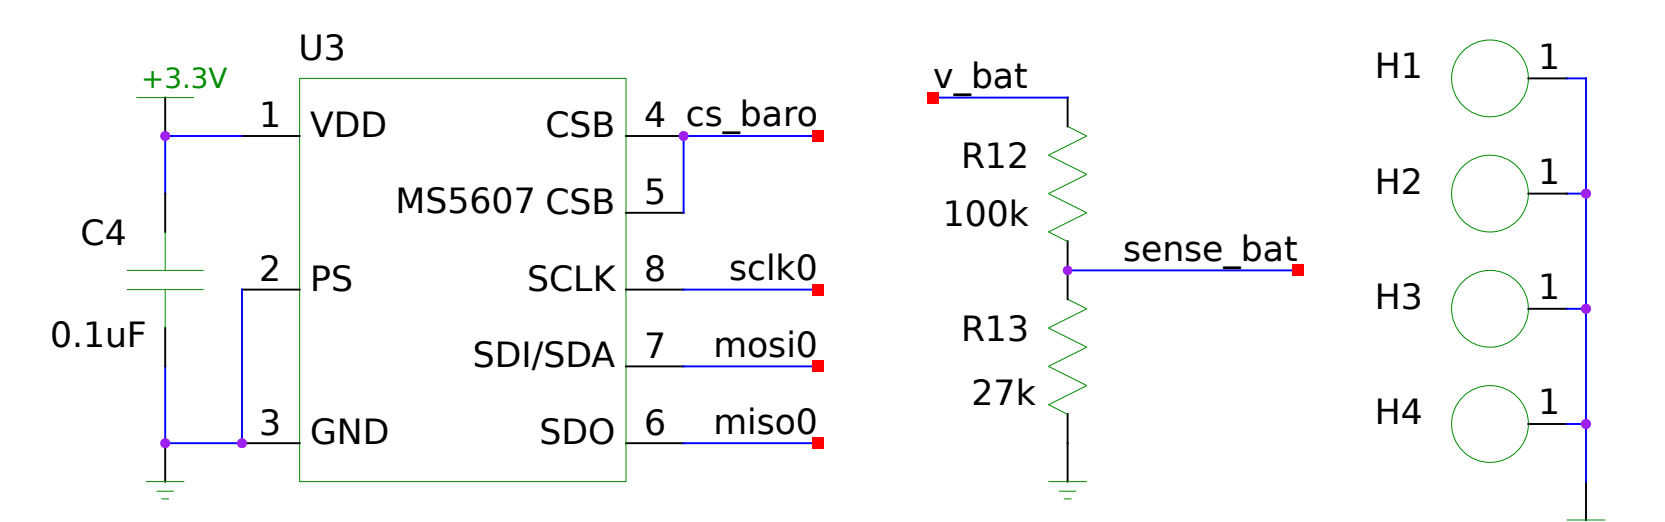 U3
+3.3V
1 VDD
CSB 4 cs_baro
MS5607 CSB 5
C4
2 PS
SCLK 8 sclk0
0.1uF
SDI/SDA 7 mosi0
3 GND
SDO 6 miso0
v_bat
R12
100k
sense_bat
R13
27k
H1 1
H2 1
H3 1
H4 1